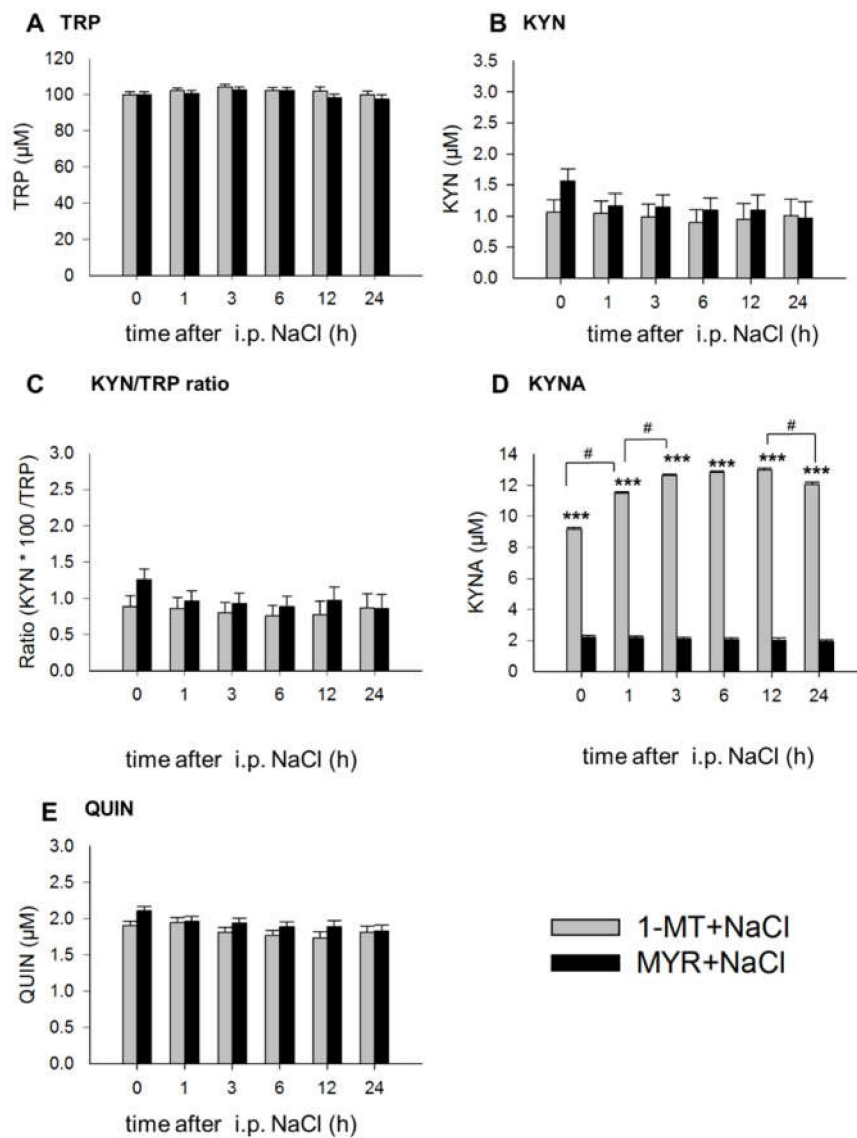 A TRP
120
100
80
60
40
20
0
TRP (µM)
0 1 3 6 12 24
time after i.p. NaCl (h)
B KYN
3.5
3.0
2.5
2.0
1.5
1.0
0.5
0.0
KYN (µM)
0 1 3 6 12 24
time after i.p. NaCl (h)
C KYN/TRP ratio
3.0
2.5
2.0
1.5
1.0
0.5
0.0
Ratio (KYN * 100 /TRP)
0 1 3 6 12 24
time after i.p. NaCl (h)
D KYNA
# # #
14
12
10
8
6
4
2
0
KYNA (µM)
*** *** *** *** *** ***
0 1 3 6 12 24
time after i.p. NaCl (h)
E QUIN
3.0
2.5
2.0
1.5
1.0
0.5
0.0
QUIN (µM)
0 1 3 6 12 24
time after i.p. NaCl (h)
1-MT+NaCl
MYR+NaCl